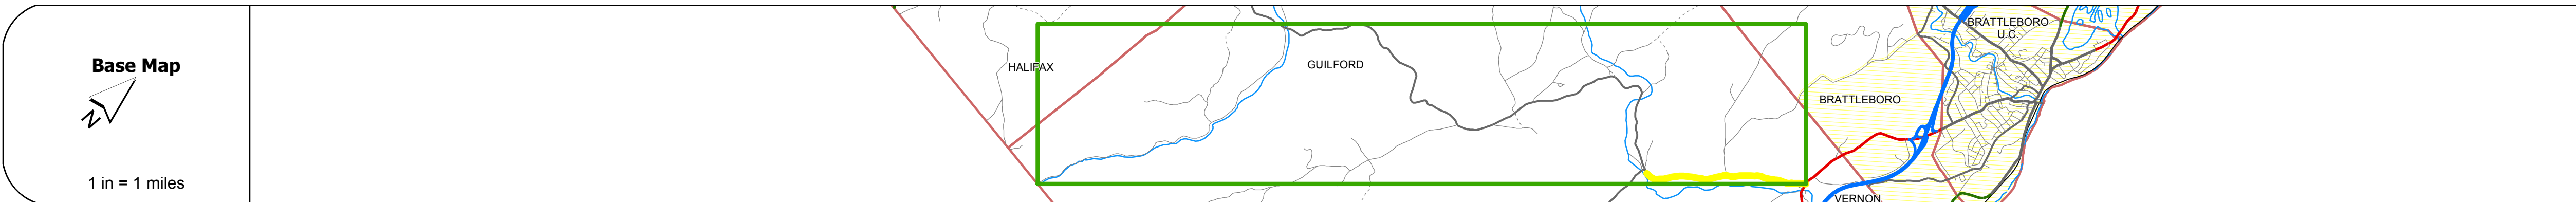 Base Map
N
1 in = 1 miles
HALIFAX
GUILFORD
BRATTLEBORO
BRATTLEBORO
U.C.
VERNON